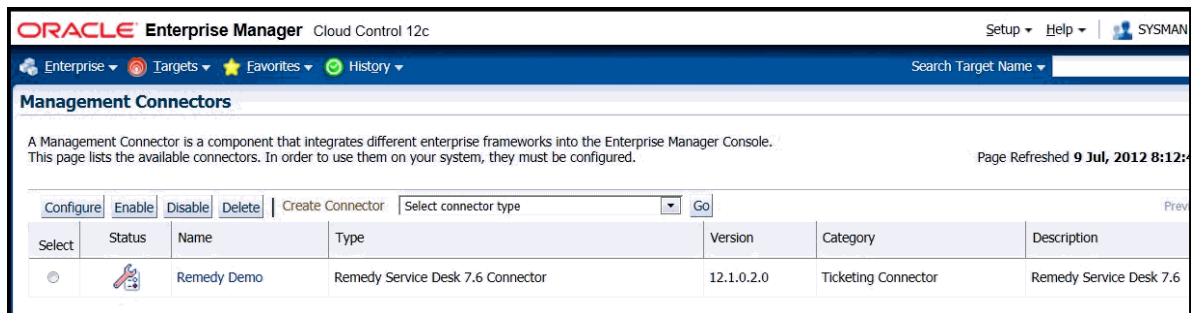 ORACLE Enterprise Manager Cloud Control 12c Setup Help SYSMAN
Enterprise Targets Favorites History Search Target Name
Management Connectors
A Management Connector is a component that integrates different enterprise frameworks into the Enterprise Manager Console.
This page lists the available connectors. In order to use them on your system, they must be configured. Page Refreshed 9 Jul, 2012 8:12:4
Configure Enable Disable Delete Create Connector Select connector type Go Prev
Select Status Name Type Version Category Description
Remedy Demo Remedy Service Desk 7.6 Connector 12.1.0.2.0 Ticketing Connector Remedy Service Desk 7.6